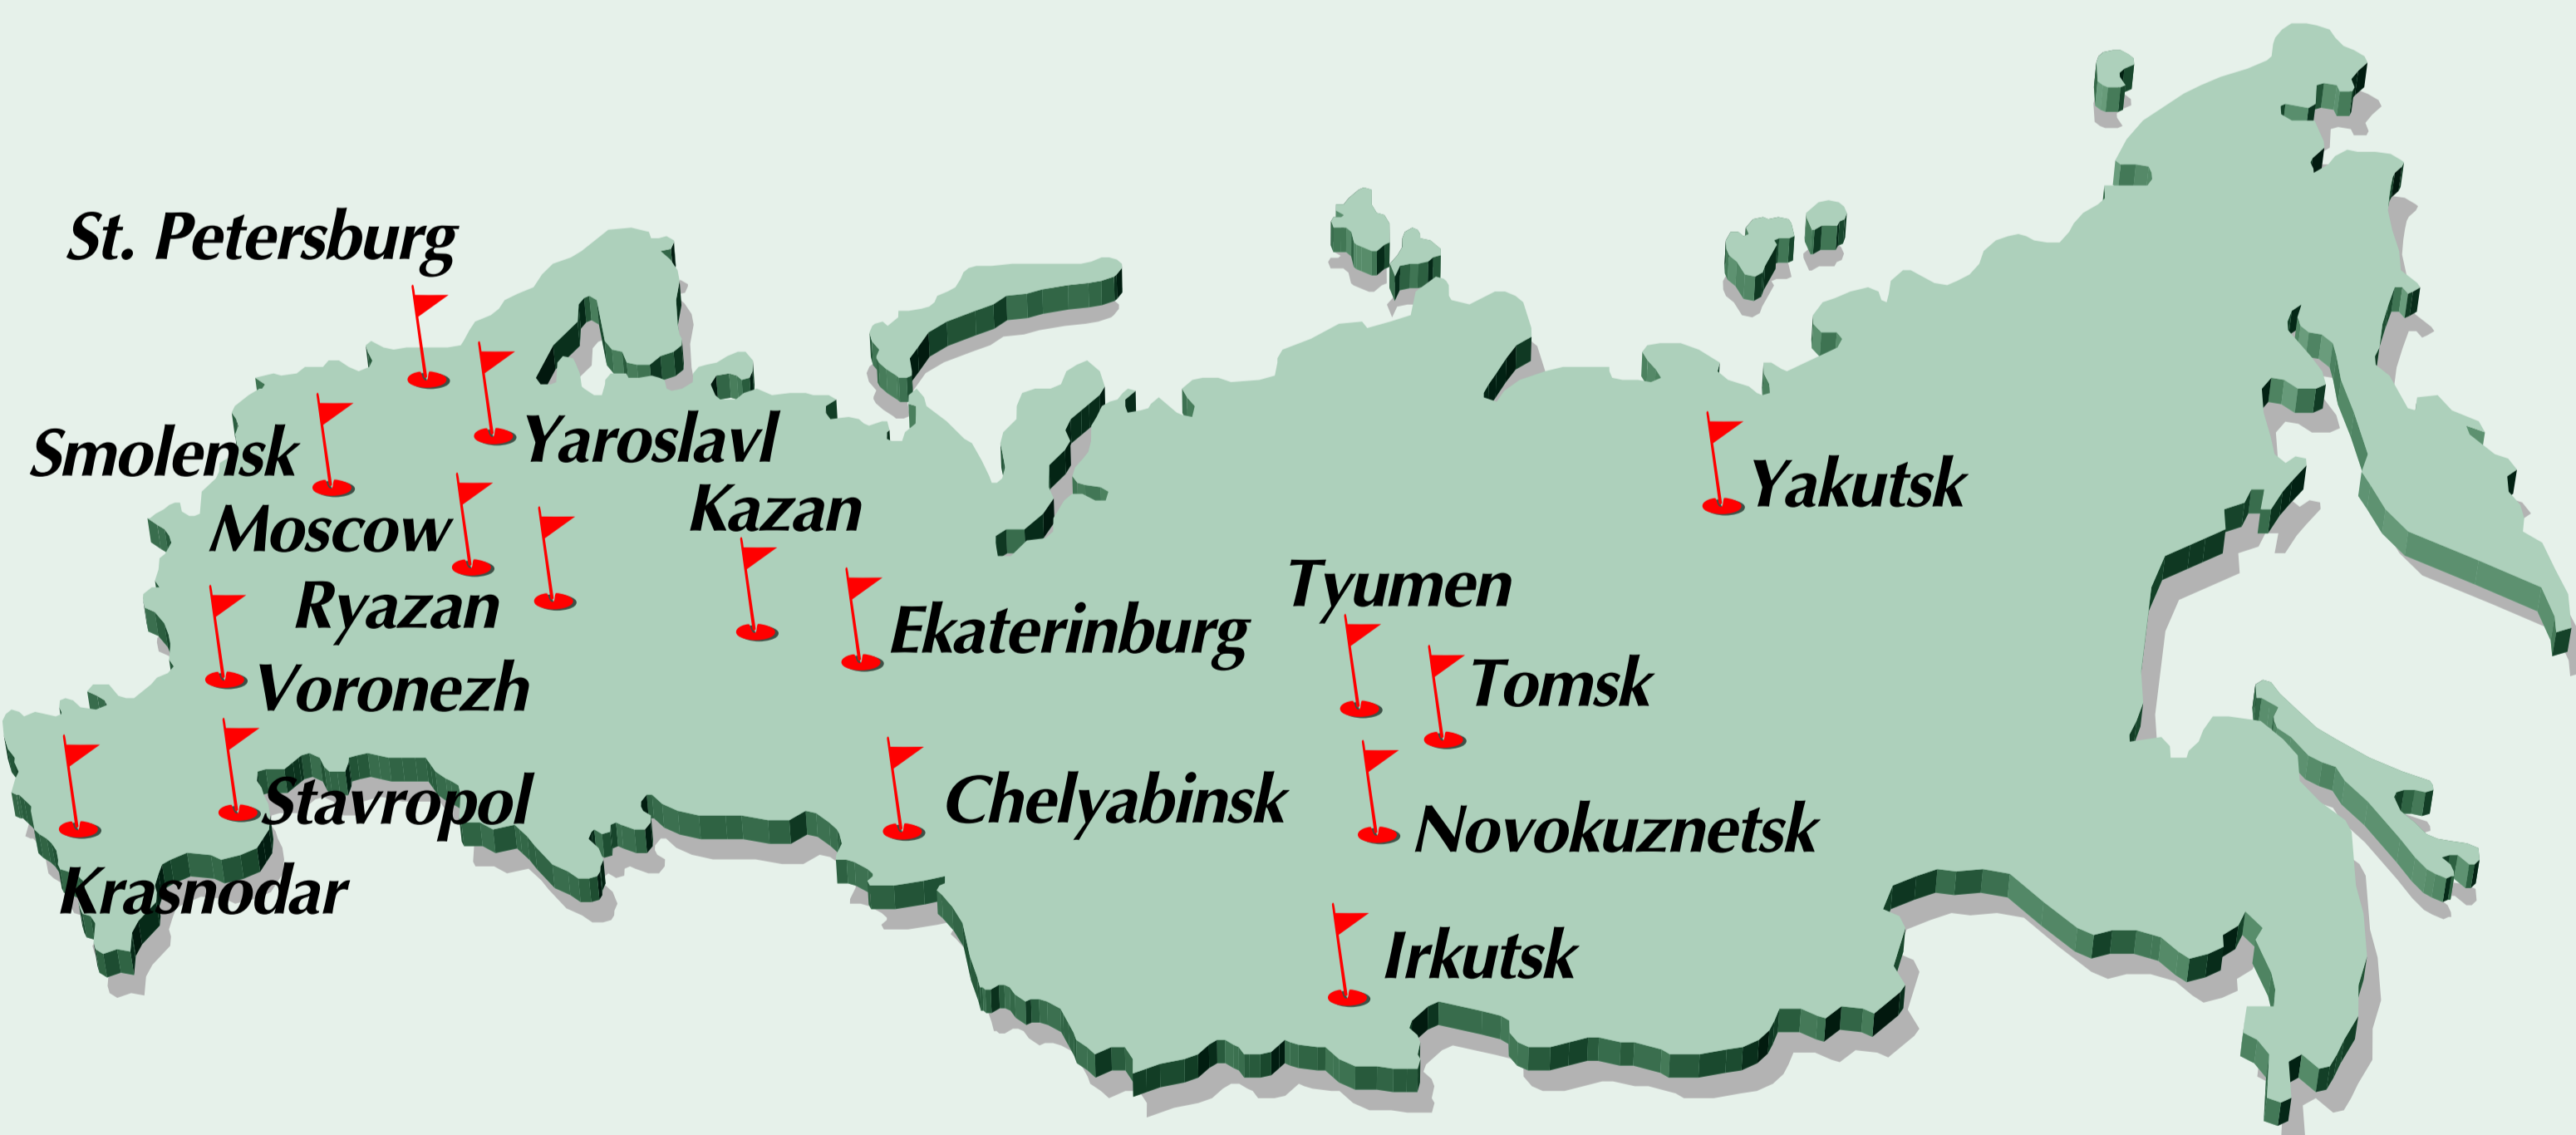 St. Petersburg
Smolensk
Yaroslavl
Kazan
Yakutsk
Moscow
Tyumen
Ryazan
Ekaterinburg
Voronezh
Tomsk
Stavropol
Chelyabinsk
Novokuznetsk
Krasnodar
Irkutsk